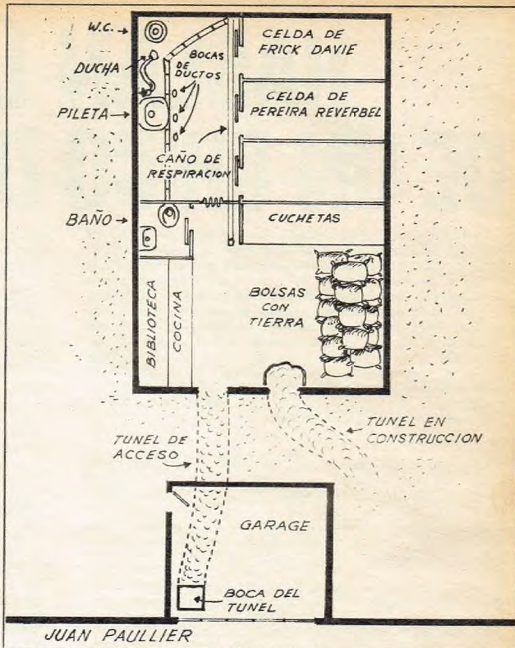 W.C.
DUCHA
PILETA
BAÑO
BOCAS
DE
DUCTOS
CAÑO DE
RESPIRACION
CELDA DE
FRICK DAVIE
CELDA DE
PEREIRA REVERBEL
CUCHETAS
BIBLIOTECA
COCINA
BOLSAS
CON
TIERRA
TUNEL DE
ACCESO
TUNEL EN
CONSTRUCCION
GARAGE
BOCA DEL
TUNEL
JUAN PAULLIER